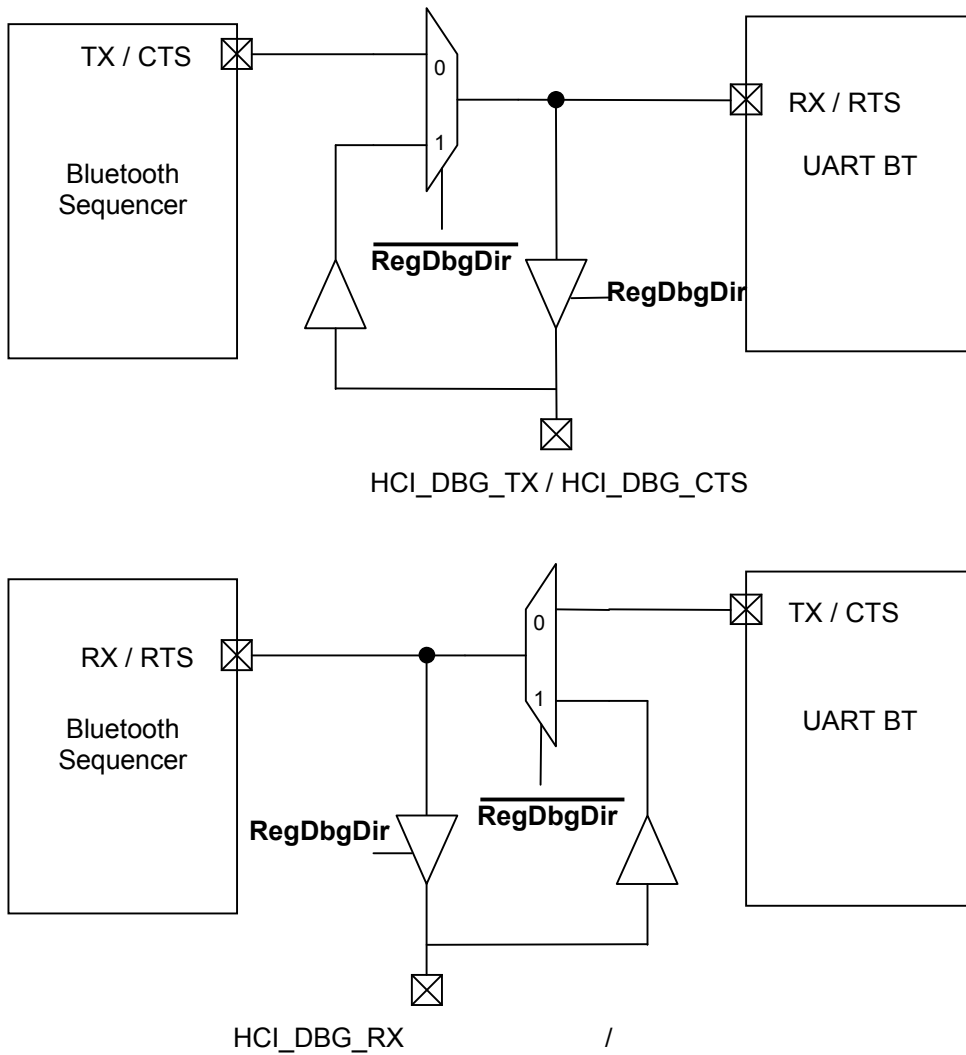 TX / CTS
0
RX / RTS
1
Bluetooth
Sequencer
UART BT
RegDbgDir
RegDbgDir
HCI_DBG_TX / HCI_DBG_CTS
TX / CTS
0
RX / RTS
1
Bluetooth
Sequencer
UART BT
RegDbgDir
RegDbgDir
HCI_DBG_RX /